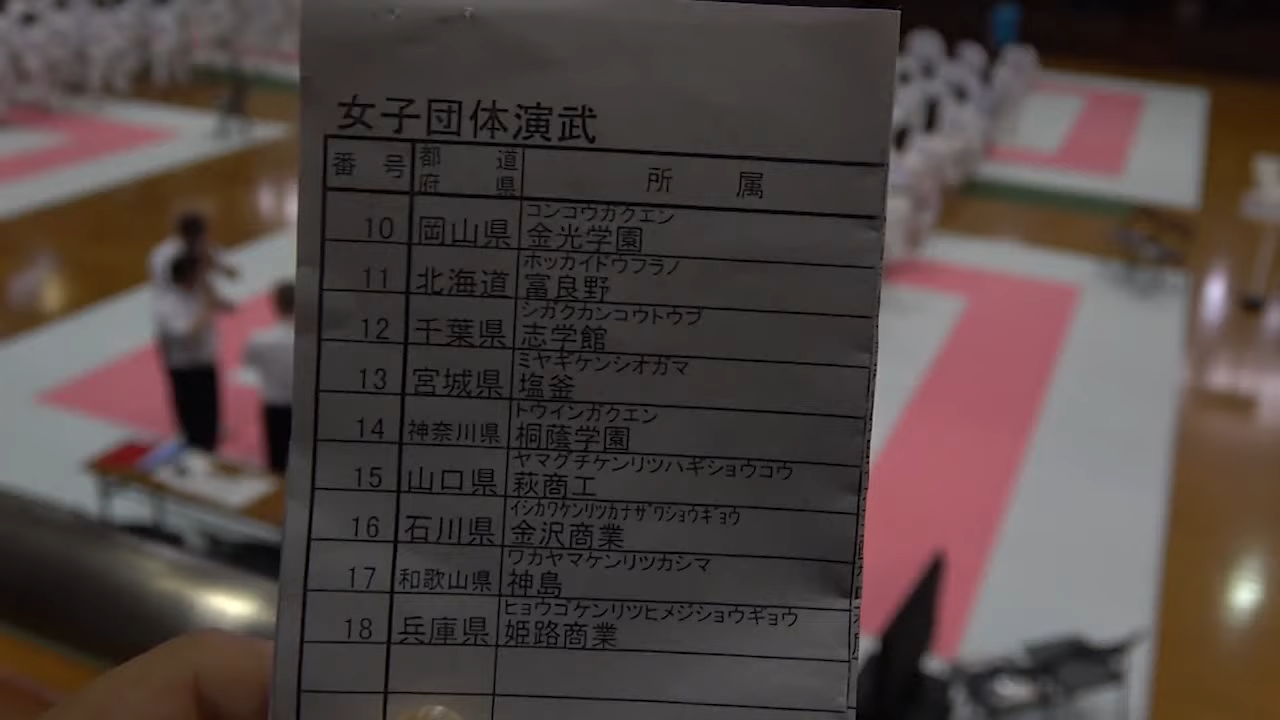 女子団体演武
番号 都道府県 所属
コンコウガクエン
10 岡山県 金光学園
ホッカイドウフラノ
11 北海道 富良野
シガクカンコウトウブ
12 千葉県 志学館
ミヤギケンシオガマ
13 宮城県 塩釜
トウインガクエン
14 神奈川県 桐蔭学園
ヤマグチケンリツハギショウコウ
15 山口県 萩商工
イシカワケンリツカナザワショウギョウ
16 石川県 金沢商業
ワカヤマケンリツカシマ
17 和歌山県 神島
ヒョウゴケンリツヒメジショウギョウ
18 兵庫県 姫路商業